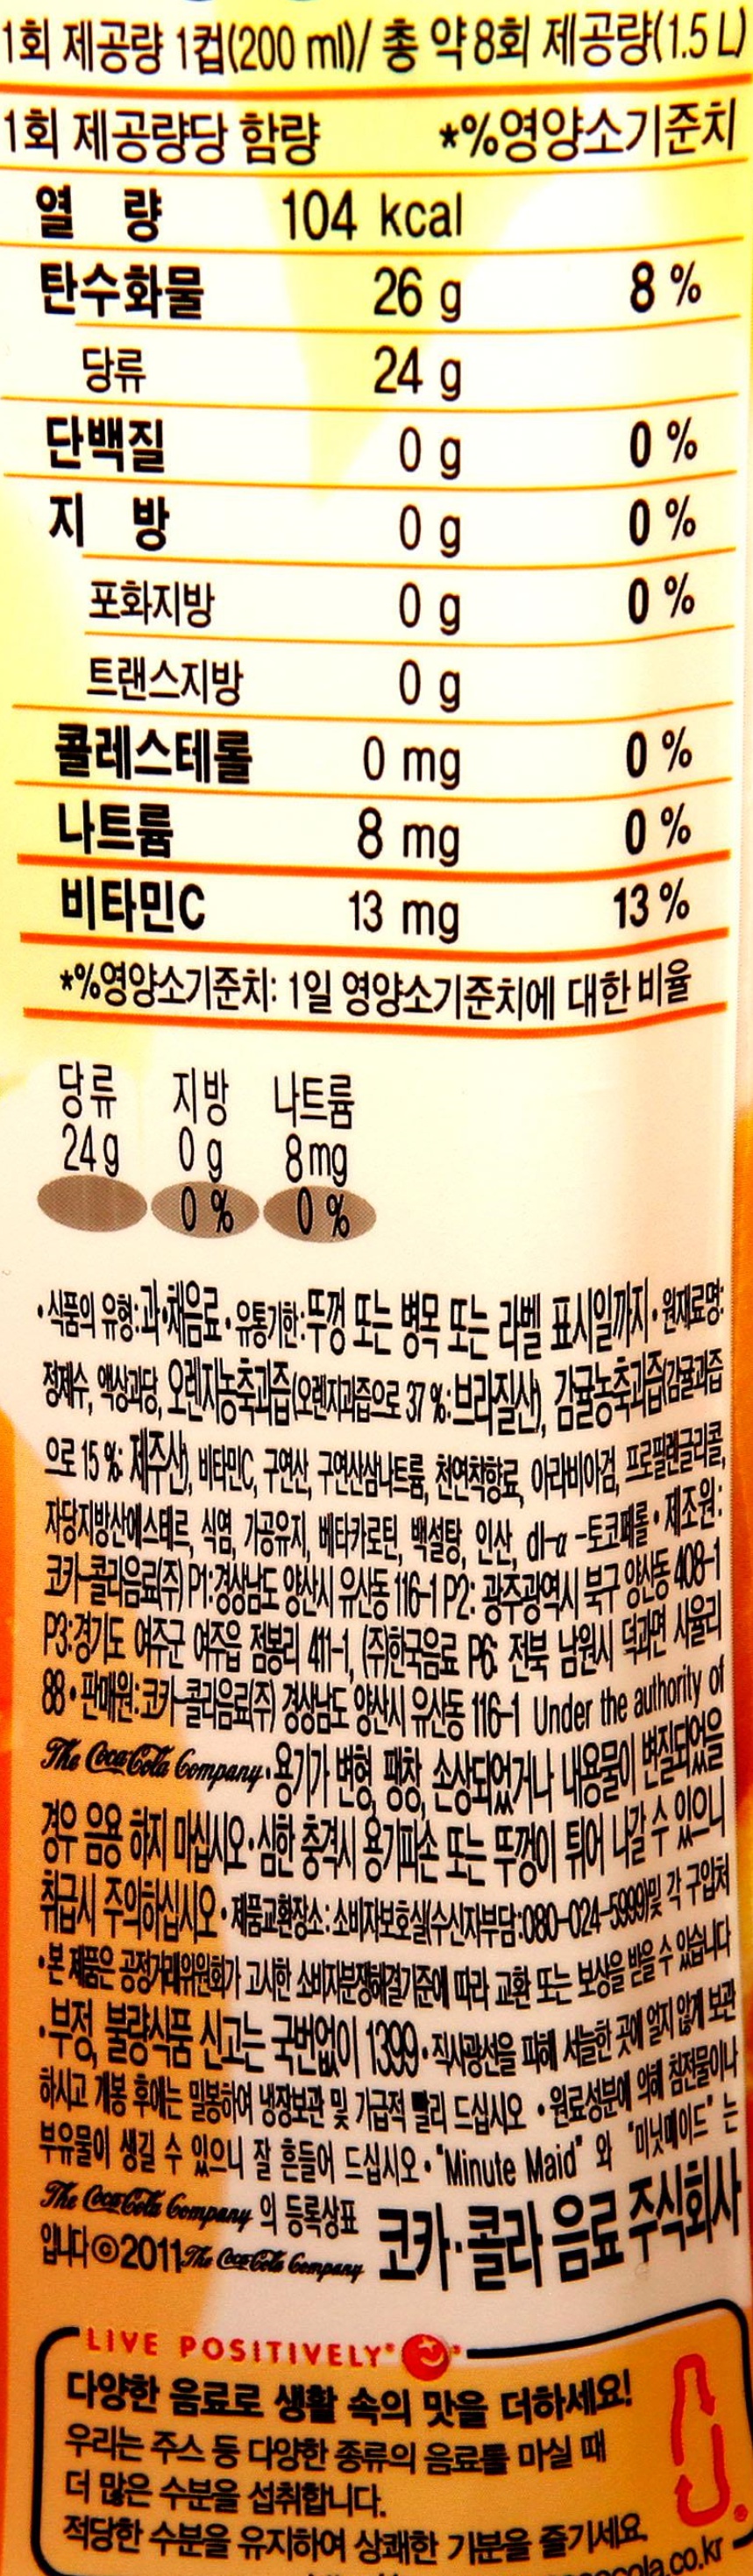 1회 제공량 1컵(200 ml)/ 총 약 8회 제공량(1.5 L)
1회 제공량당 함량 *%영양소기준치
열 량 104 kcal
탄수화물 26 g 8 %
당류 24 g
단백질 0 g 0 %
지 방 0 g 0 %
포화지방 0 g 0 %
트랜스지방 0 g
콜레스테롤 0 mg 0 %
나트륨 8 mg 0 %
비타민C 13 mg 13 %
*%영양소기준치: 1일 영양소기준치에 대한 비율
당류 지방 나트륨
24 g 0 g 8 mg
0 % 0 %
• 식품의 유형:과•채음료 • 유통기한:뚜껑 또는 병목 또는 라벨 표시일까지 • 원재료명:
정제수, 액상과당, 오렌지농축과즙(오렌지과즙으로 37 %:브라질산), 감귤농축과즙(감귤과즙
으로 15 %: 제주산), 비타민C, 구연산, 구연산삼나트륨, 천연착향료, 아라비아검, 프로필렌글리콜,
자당지방산에스테르, 식염, 가공유지, 베타카로틴, 백설탕, 인산, dl-α -토코페롤 • 제조원:
코카-콜라음료(주) P1:경상남도 양산시 유산동 116-1 P2: 광주광역시 북구 양산동 408-1
P3:경기도 여주군 여주읍 점봉리 411-1, (주)한국음료 P6: 전북 남원시 덕과면 사율리
88 • 판매원:코카-콜라음료(주) 경상남도 양산시 유산동 116-1 Under the authority of
The Coca-Cola Company • 용기가 변형, 팽창, 손상되었거나 내용물이 변질되었을
경우 음용 하지 마십시오 • 심한 충격시 용기파손 또는 뚜껑이 튀어 나갈 수 있으니
취급시 주의하십시오 • 제품교환장소: 소비자보호실(수신자부담:080-024-5999)및 각 구입처
• 본 제품은 공정거래위원회가 고시한 소비자분쟁해결기준에 따라 교환 또는 보상을 받을 수 있습니다
• 부정, 불량식품 신고는 국번없이 1399 • 직사광선을 피해 서늘한 곳에 얼지 않게 보관
하시고 개봉 후에는 밀봉하여 냉장보관 및 가급적 빨리 드십시오 • 원료성분에 의해 침전물이나
부유물이 생길 수 있으니 잘 흔들어 드십시오 • "Minute Maid" 와 "미닛메이드" 는
The Coca-Cola Company 의 등록상표 코카·콜라 음료 주식회사
입니다 ©2011 The Coca-Cola Company
LIVE POSITIVELY
다양한 음료로 생활 속의 맛을 더하세요!
우리는 주스 등 다양한 종류의 음료를 마실 때
더 많은 수분을 섭취합니다.
적당한 수분을 유지하여 상쾌한 기분을 즐기세요.